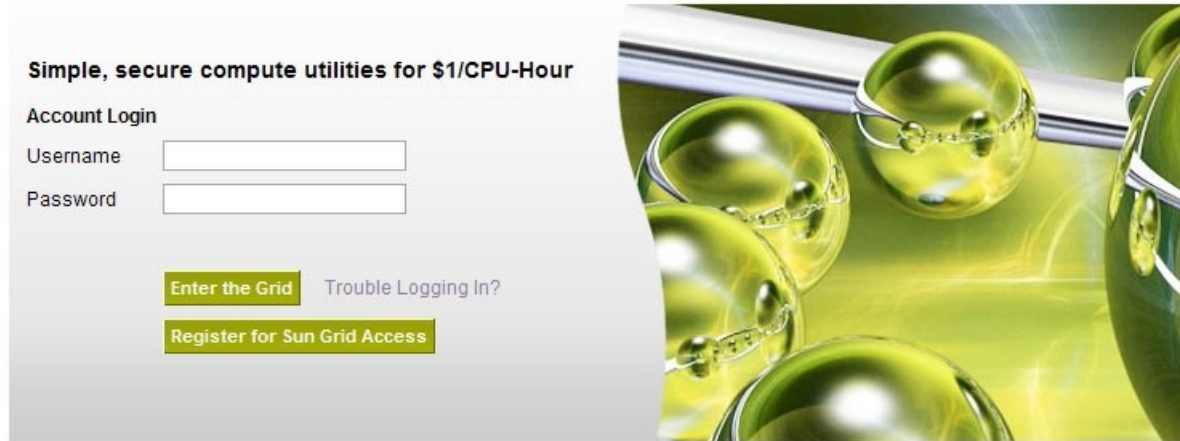 Simple, secure compute utilities for $1/CPU-Hour
Account Login
Username
Password
Enter the Grid
Trouble Logging In?
Register for Sun Grid Access